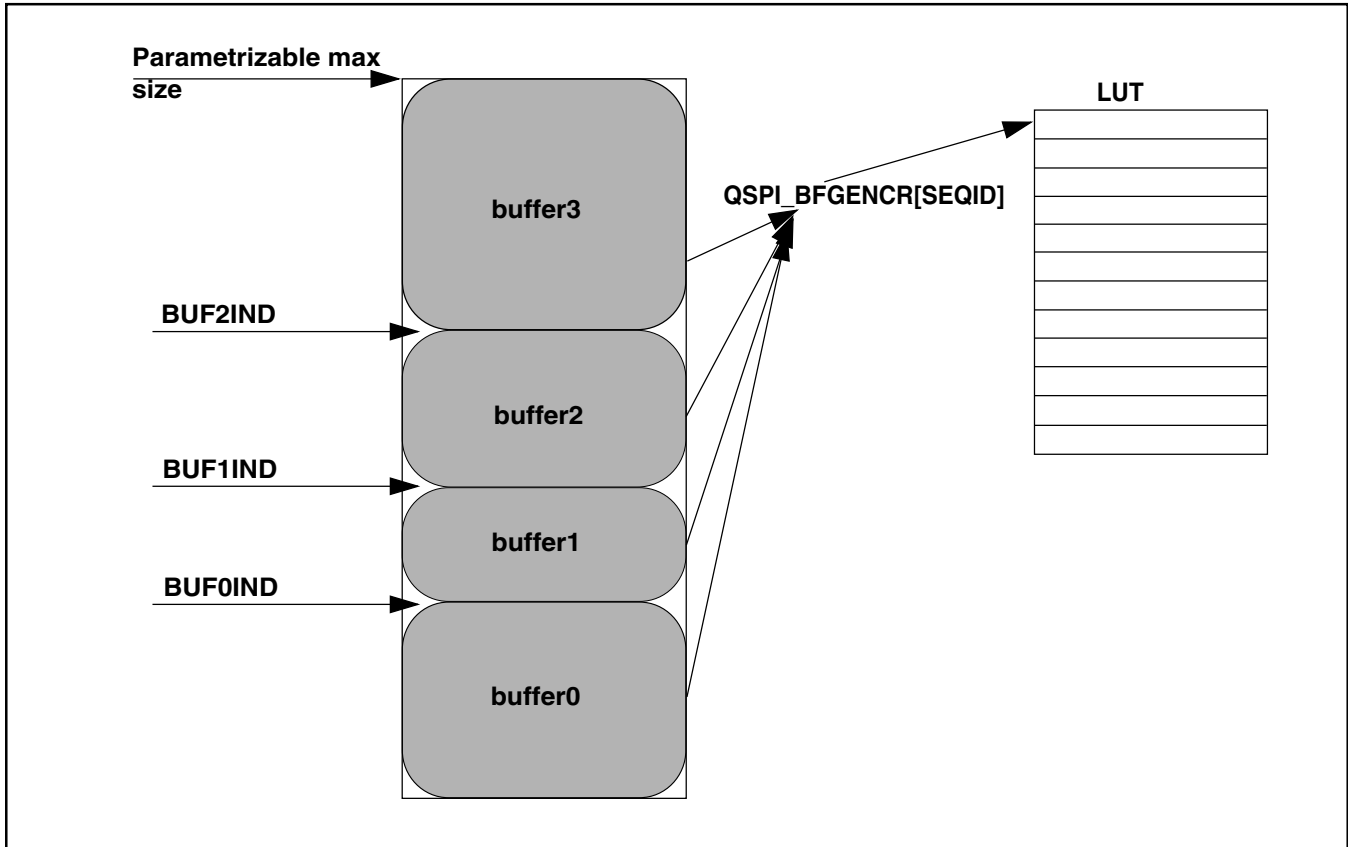 Parametrizable max
size
LUT
QSPI_BFGENCR[SEQID]
buffer3
BUF2IND
buffer2
BUF1IND
buffer1
BUF0IND
buffer0